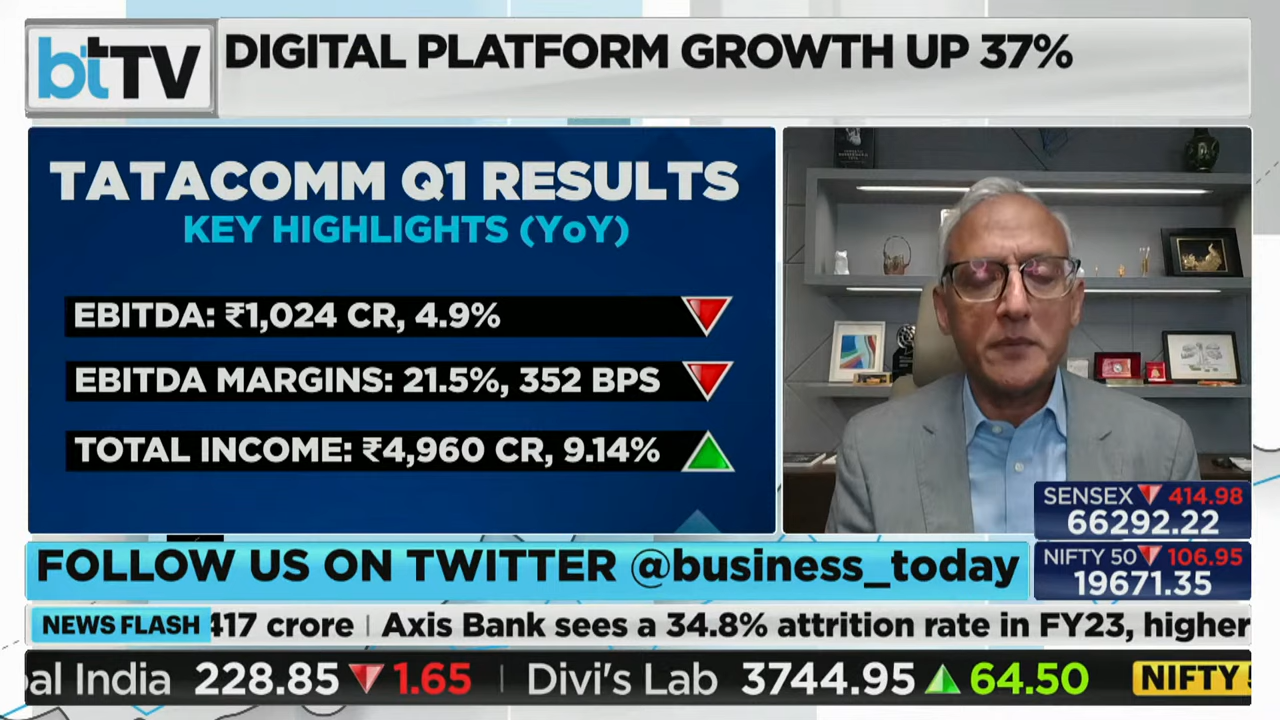 btTV
DIGITAL PLATFORM GROWTH UP 37%
TATACOMM Q1 RESULTS
KEY HIGHLIGHTS (YoY)
EBITDA: ₹1,024 CR, 4.9%
EBITDA MARGINS: 21.5%, 352 BPS
TOTAL INCOME: ₹4,960 CR, 9.14%
SENSEX 414.98
66292.22
NIFTY 50 106.95
19671.35
FOLLOW US ON TWITTER @business_today
NEWS FLASH 417 crore | Axis Bank sees a 34.8% attrition rate in FY23, higher
al India 228.85 1.65 | Divi's Lab 3744.95 64.50 NIFTY